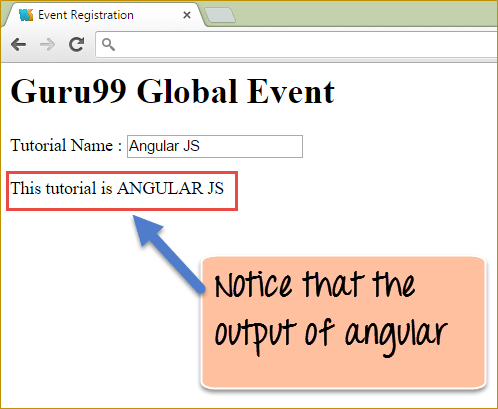 Event Registration
Guru99 Global Event
Tutorial Name : Angular JS
This tutorial is ANGULAR JS
Notice that the
output of angular